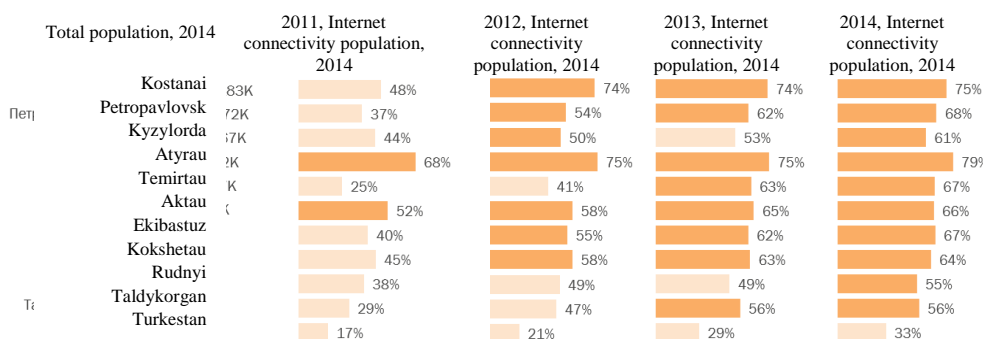 Total population, 2014
2011, Internet
connectivity population,
2014
2012, Internet
connectivity
population, 2014
2013, Internet
connectivity
population, 2014
2014, Internet
connectivity
population, 2014
Kostanai 83K 48% 74% 74% 75%
Petropavlovsk 72K 37% 54% 62% 68%
Kyzylorda 44% 50% 53% 61%
Atyrau 68% 75% 75% 79%
Temirtau K 25% 41% 63% 67%
Aktau 52% 58% 65% 66%
Ekibastuz 40% 55% 62% 67%
Kokshetau 45% 58% 63% 64%
Rudnyi 38% 49% 49% 55%
Taldykorgan 29% 47% 56% 56%
Turkestan 17% 21% 29% 33%